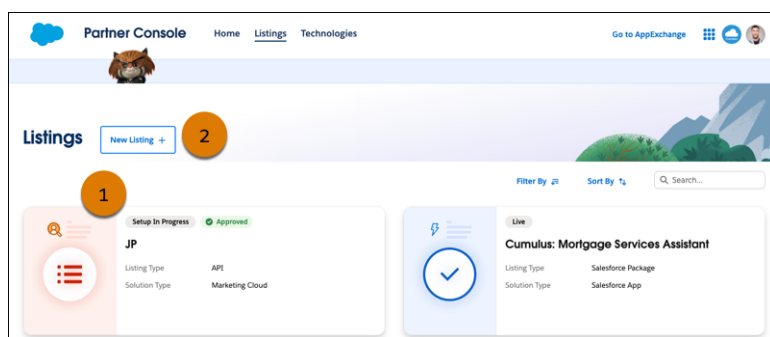 Partner Console
Home Listings Technologies
Go to AppExchange
Listings
New Listing +
2
1
Filter By
Sort By
Search...
Setup In Progress Approved
JP
Listing Type API
Solution Type Marketing Cloud
Live
Cumulus: Mortgage Services Assistant
Listing Type Salesforce Package
Solution Type Salesforce App